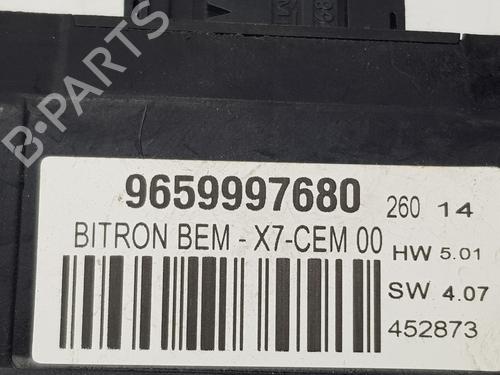 B-PARTS
9659997680 260 14
BITRON BEM - X7-CEM 00 HW 5.01
SW 4.07
452873